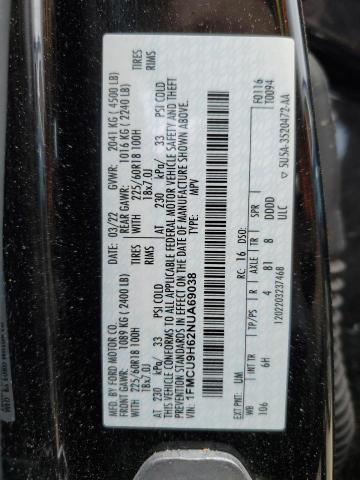 MFD. BY FORD MOTOR CO.
DATE: 03/22 GVWR: 2041 KG ( 4500 LB)
FRONT GAWR: 1089 KG ( 2400 LB) REAR GAWR: 1016 KG ( 2240 LB)
WITH 225/60R18 100H TIRES WITH 225/60R18 100H TIRES
18x7.0J RIMS 18x7.0J RIMS
AT 230 kPa/ 33 PSI COLD AT 230 kPa/ 33 PSI COLD
THIS VEHICLE CONFORMS TO ALL APPLICABLE FEDERAL MOTOR VEHICLE SAFETY AND THEFT
PREVENTION STANDARDS IN EFFECT ON THE DATE OF MANUFACTURE SHOWN ABOVE.
VIN: 1FMCU9H62NUA69038 TYPE: MPV
F0116
T0094
EXT PNT: UM RC: 16 DSO:
WB TP/PS R AXLE TR SPR
106 6H 4 81 8 DDDD
1202203237468 ULC
5USA-3520472-AA